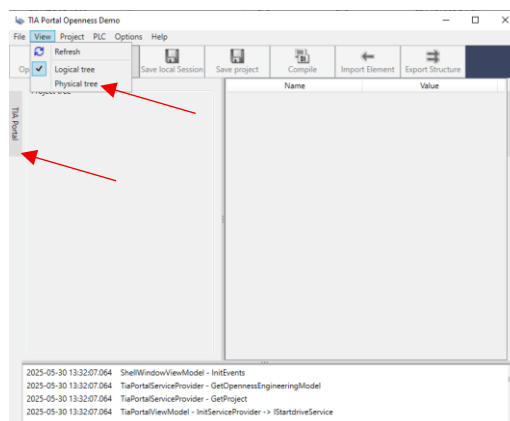 TIA Portal Openness Demo
File View Project PLC Options Help
Refresh
Logical tree
Physical tree
Op
Save local Session
Save project
Compile
Import Element
Export Structure
Project tree
Name
Value
TIA Portal
2025-05-30 13:32:07.064 ShellWindowViewModel - InitEvents
2025-05-30 13:32:07.064 TiaPortalServiceProvider - GetOpennessEngineeringModel
2025-05-30 13:32:07.064 TiaPortalServiceProvider - GetProject
2025-05-30 13:32:07.064 TiaPortalViewModel - InitServiceProvider -> IStartdriveService